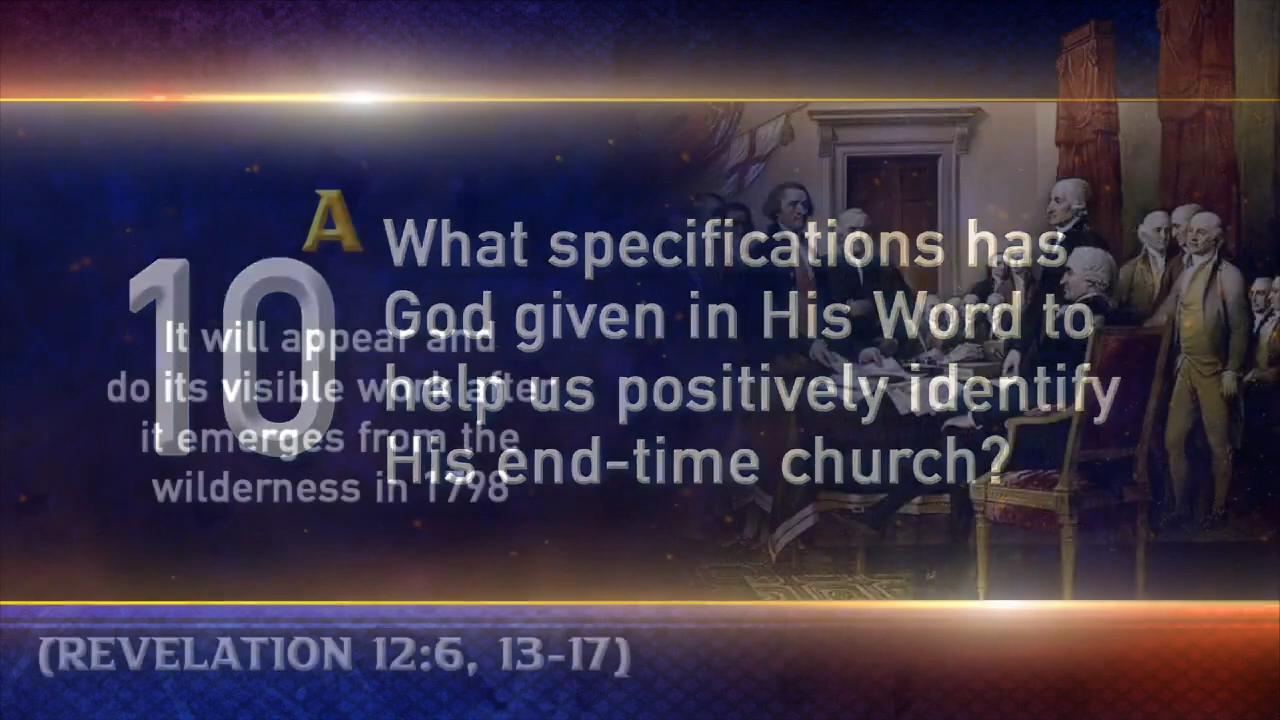 A
10
What specifications has
God given in His Word to
help us positively identify
His end-time church?
It will appear and
do its visible work after
it emerges from the
wilderness in 1798
(REVELATION 12:6, 13-17)